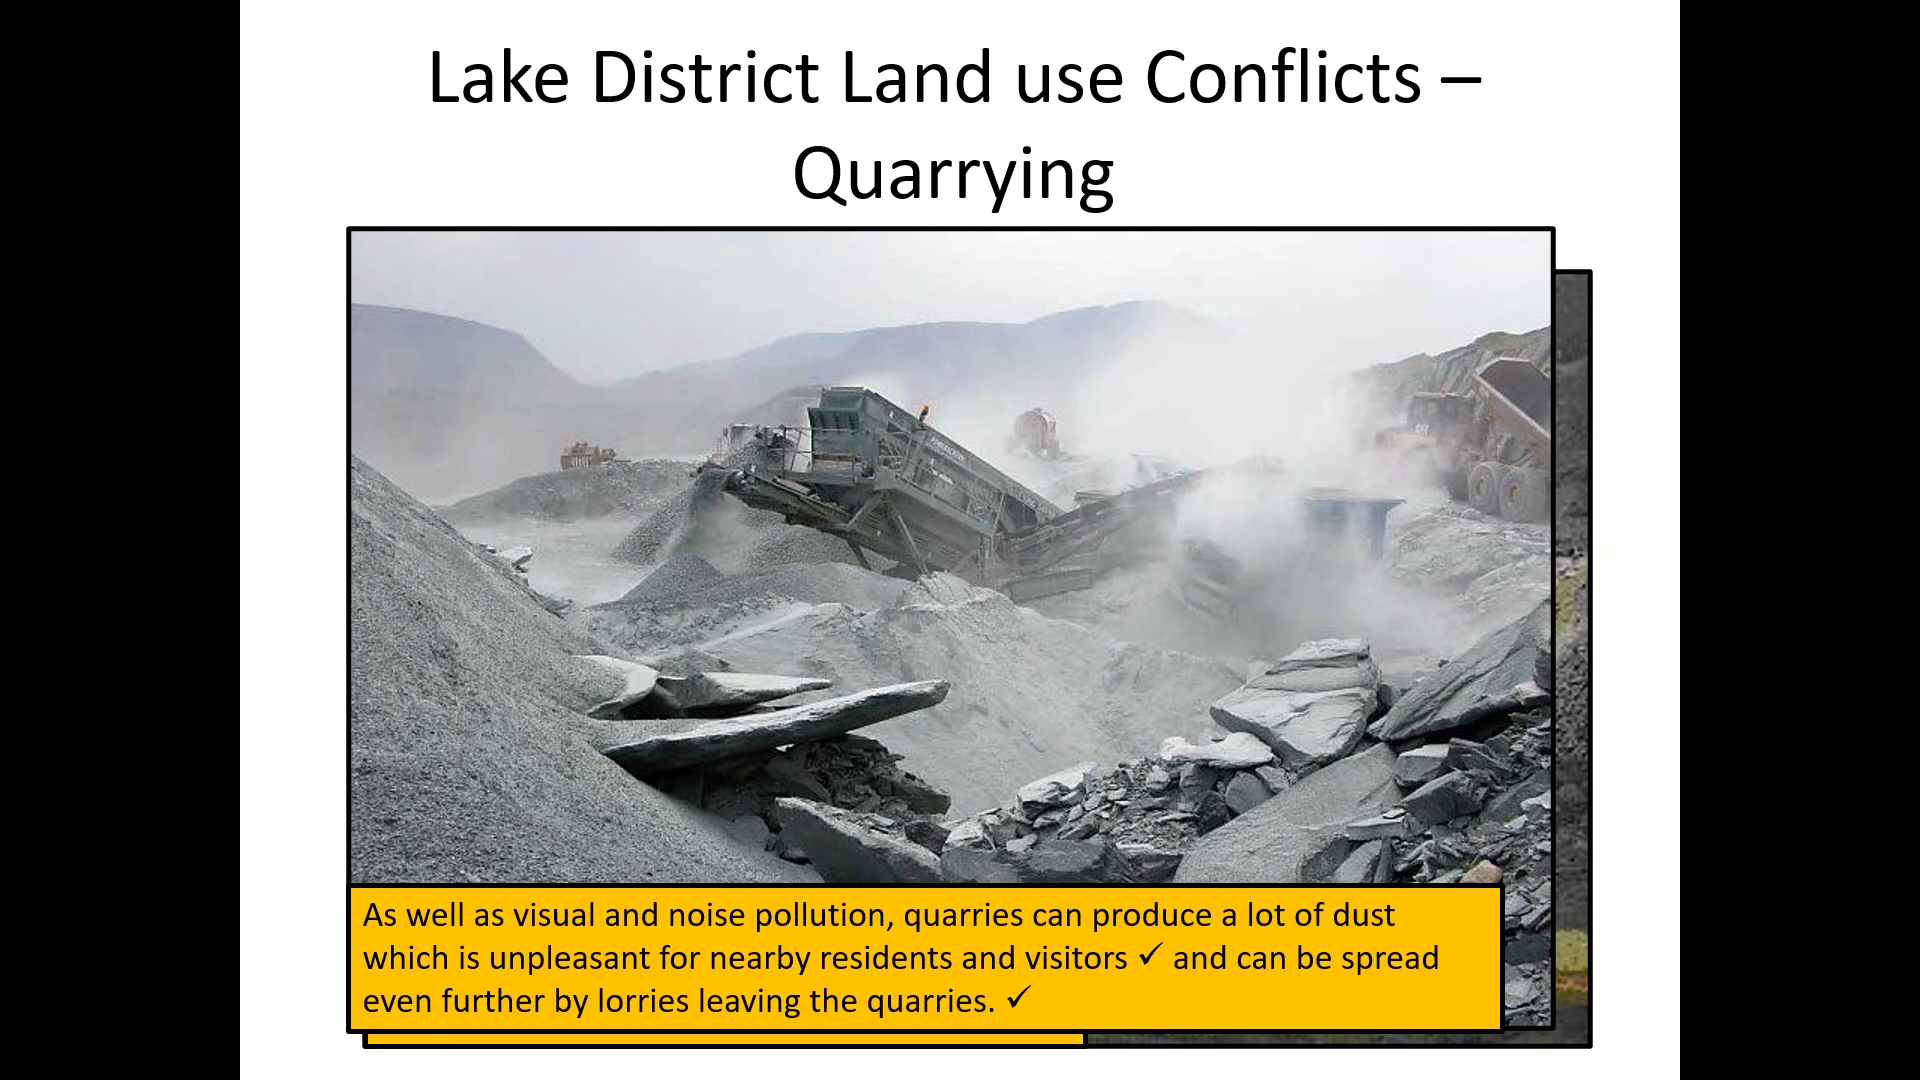 Lake District Land use Conflicts –
Quarrying
As well as visual and noise pollution, quarries can produce a lot of dust
which is unpleasant for nearby residents and visitors ✓ and can be spread
even further by lorries leaving the quarries. ✓